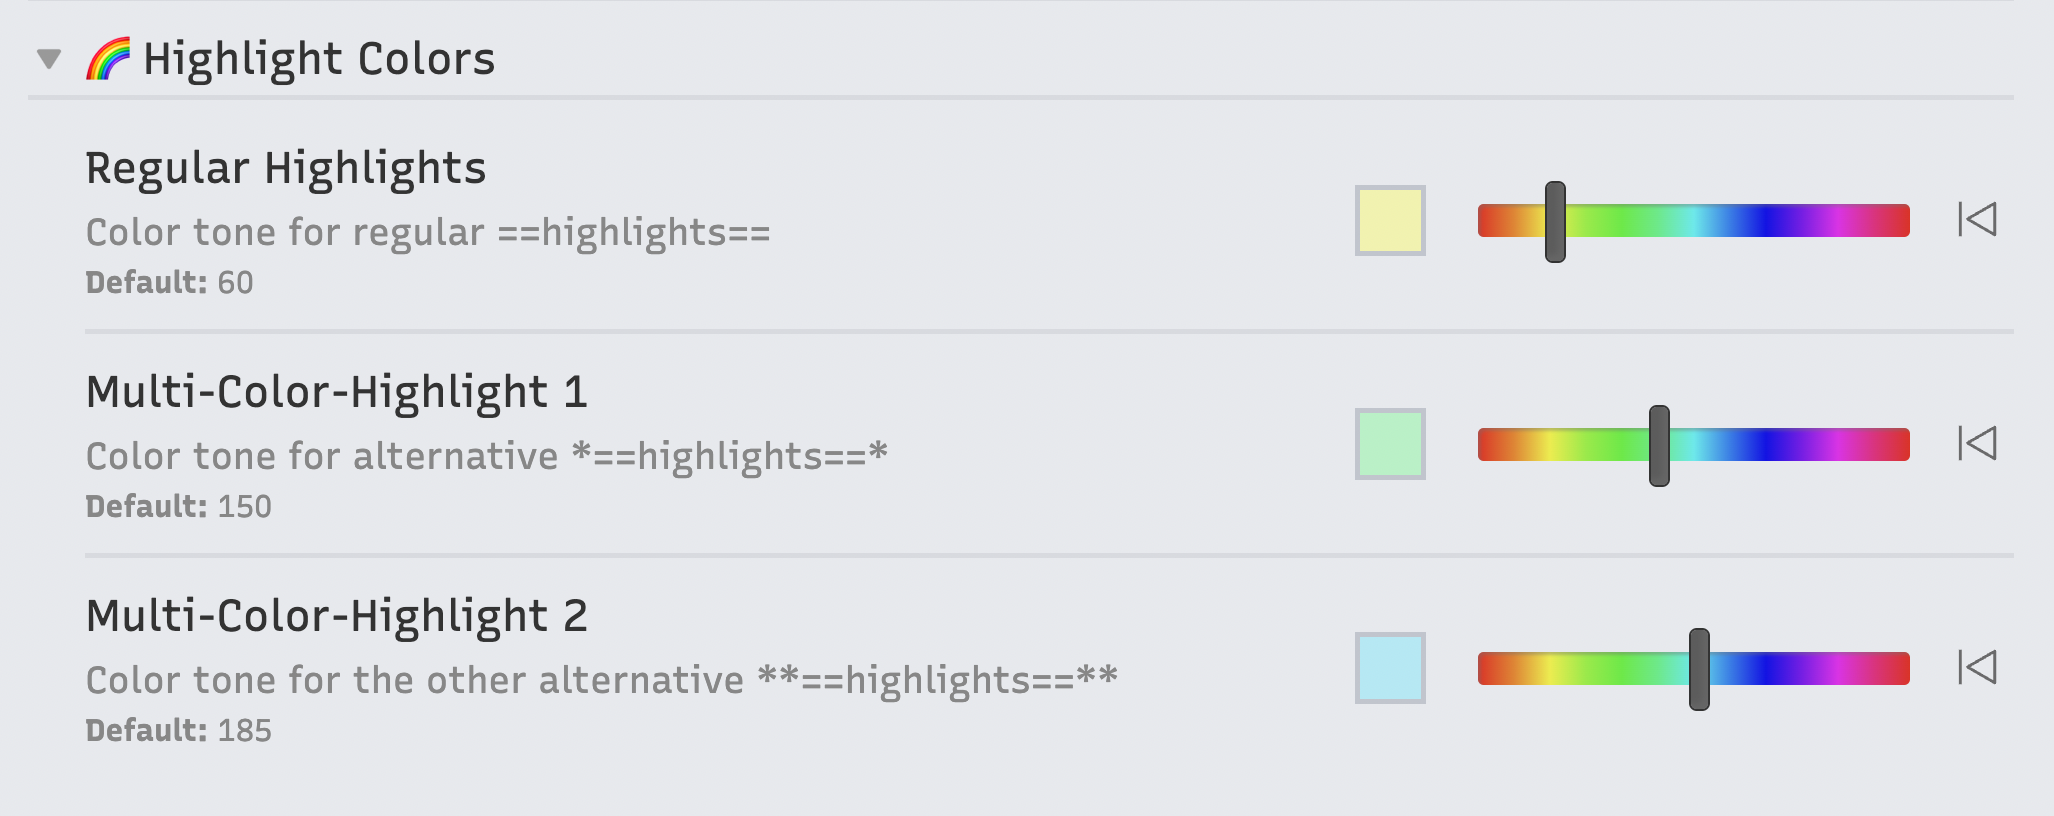 Highlight Colors
Regular Highlights
Color tone for regular ==highlights==
Default: 60
Multi-Color-Highlight 1
Color tone for alternative *==highlights==*
Default: 150
Multi-Color-Highlight 2
Color tone for the other alternative **==highlights==**
Default: 185